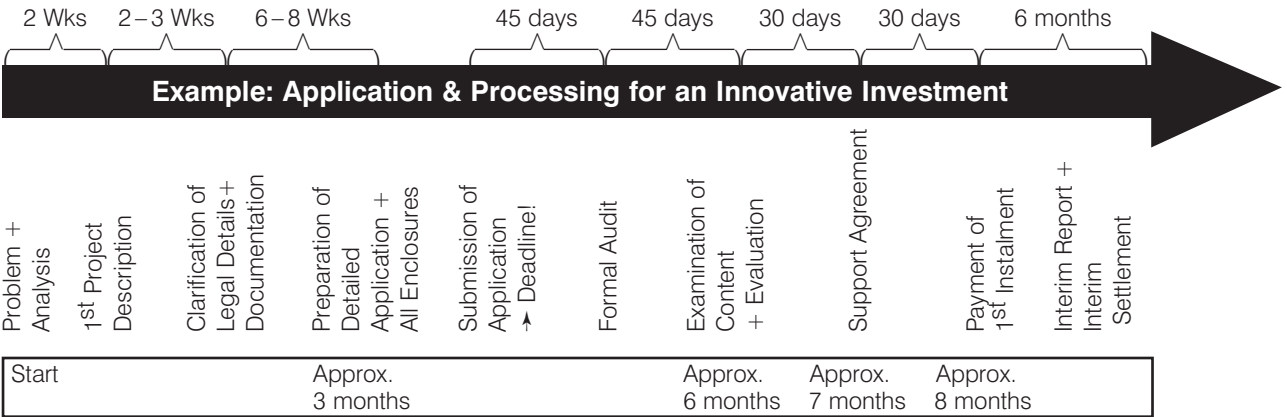 2 Wks
2–3 Wks
6–8 Wks
45 days
45 days
30 days
30 days
6 months
Example: Application & Processing for an Innovative Investment
Problem +
Analysis
1st Project
Description
Clarification of
Legal Details+
Documentation
Preparation of
Detailed
Application +
All Enclosures
Submission of
Application
➝ Deadline!
Formal Audit
Examination of
Content
+ Evaluation
Support Agreement
Payment of
1st Instalment
Interim Report +
Interim
Settlement
Start
Approx.
3 months
Approx.
6 months
Approx.
7 months
Approx.
8 months